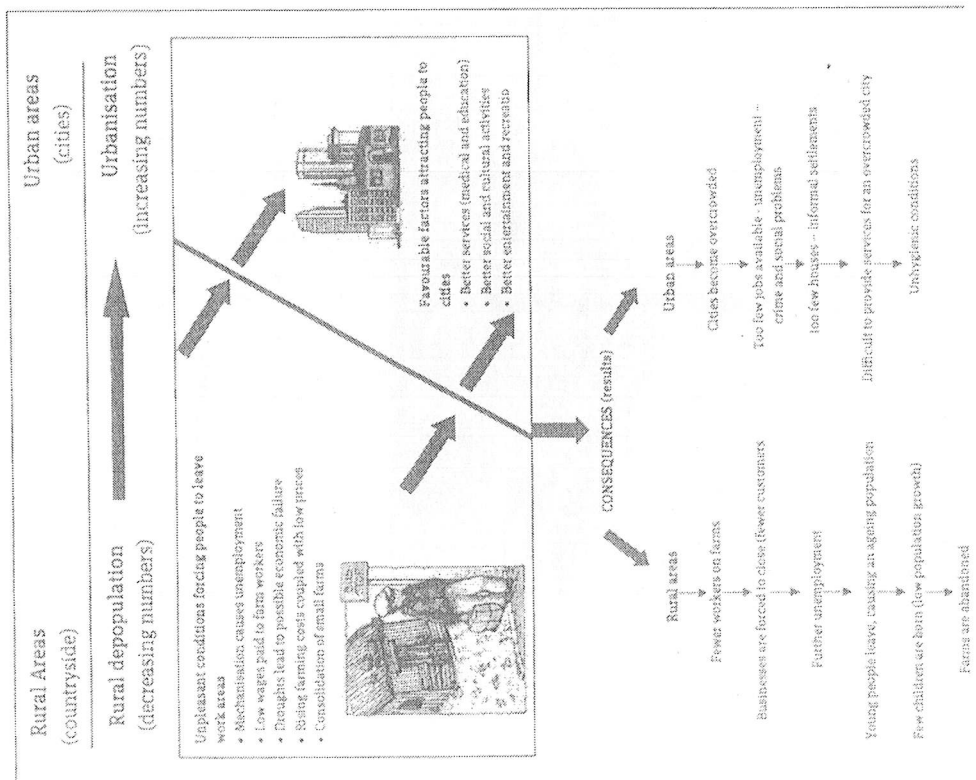 Rural Areas
(countryside)
Urban areas
(cities)
Rural depopulation
(decreasing numbers)
Urbanisation
(increasing numbers)
Unpleasant conditions forcing people to leave
work areas
• Mechanisation causes unemployment
• Low wages paid to farm workers
• Droughts lead to possible economic failure
• Rising farming costs coupled with low prices
• Consolidation of small farms
Favourable factors attracting people to
cities
• Better services (medical and education)
• Better social and cultural activities
• Better entertainment and recreatio
CONSEQUENCES (results)
Rural areas
Fewer workers on farms
Businesses are forced to close (fewer customers
Further unemployment
Young people leave, causing an ageing population
Few children are born (low population growth)
Farms are abandoned
Urban areas
Cities become overcrowded
Too few jobs available - unemployment –
crime and social problems
too few houses – informal settlements
Difficult to provide services for an overcrowded city
Unhygienic conditions